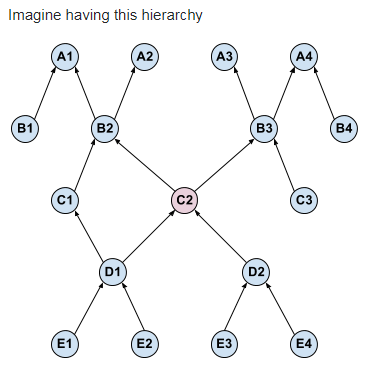 Imagine having this hierarchy
A1 A2 A3 A4
B1 B2 B3 B4
C1 C2 C3
D1 D2
E1 E2 E3 E4